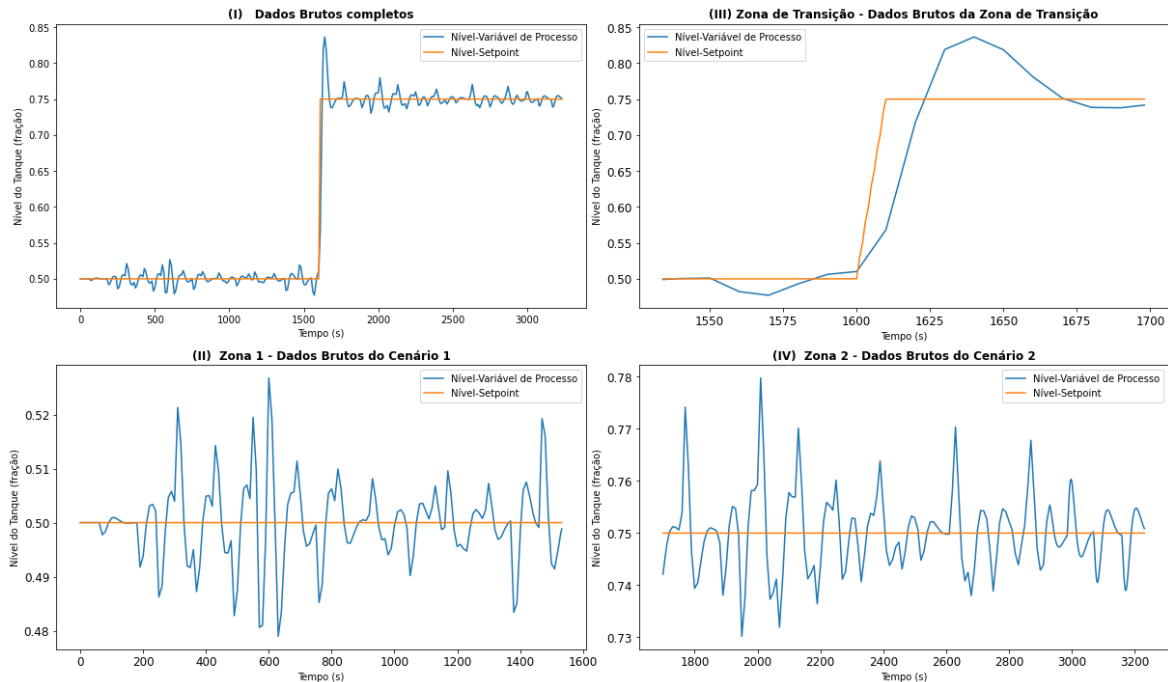 (I)   Dados Brutos completos
Nível do Tanque (fração)
0.85
0.80
0.75
0.70
0.65
0.60
0.55
0.50
Nível-Variável de Processo
Nível-Setpoint
0 500 1000 1500 2000 2500 3000
Tempo (s)
(III) Zona de Transição - Dados Brutos da Zona de Transição
Nível do Tanque (fração)
0.85
0.80
0.75
0.70
0.65
0.60
0.55
0.50
Nível-Variável de Processo
Nível-Setpoint
1550 1575 1600 1625 1650 1675 1700
Tempo (s)
(II)  Zona 1 - Dados Brutos do Cenário 1
Nível do Tanque (fração)
0.52
0.51
0.50
0.49
0.48
Nível-Variável de Processo
Nível-Setpoint
0 200 400 600 800 1000 1200 1400 1600
Tempo (s)
(IV)  Zona 2 - Dados Brutos do Cenário 2
Nível do Tanque (fração)
0.78
0.77
0.76
0.75
0.74
0.73
Nível-Variável de Processo
Nível-Setpoint
1800 2000 2200 2400 2600 2800 3000 3200
Tempo (s)